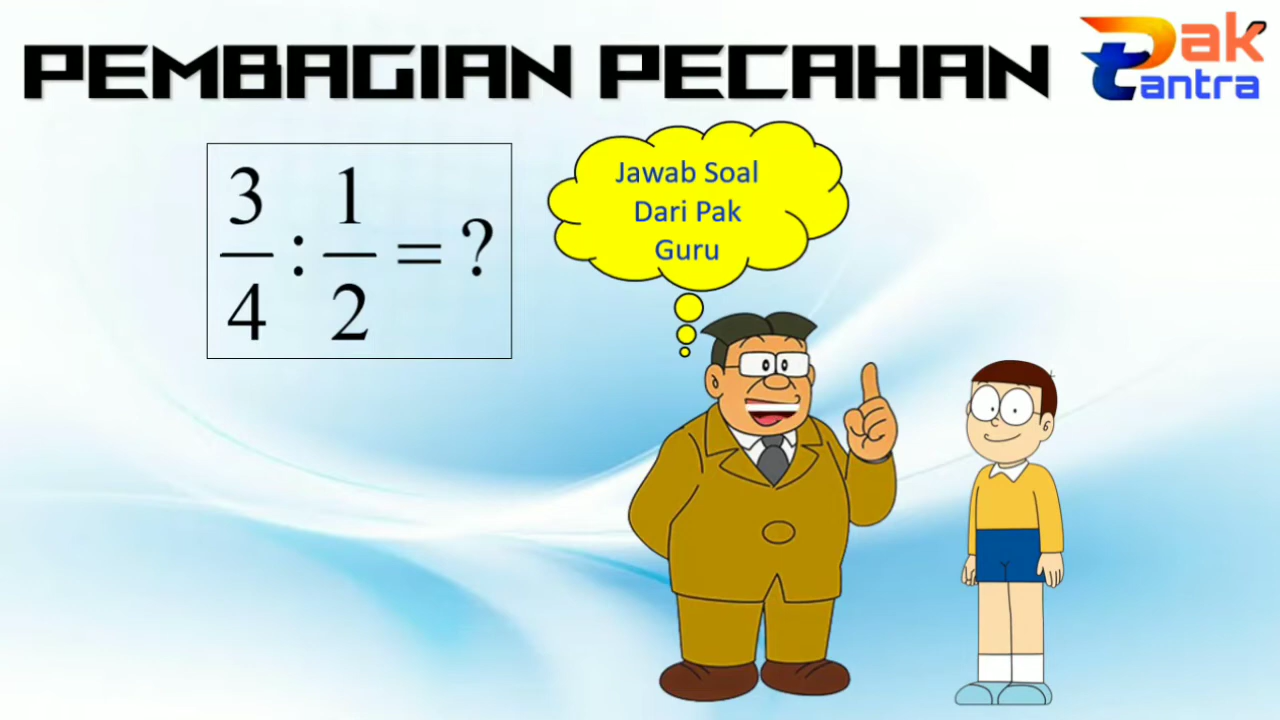 PEMBAGIAN PECAHAN
Pak
tantra
3/4 : 1/2 = ?
Jawab Soal
Dari Pak
Guru